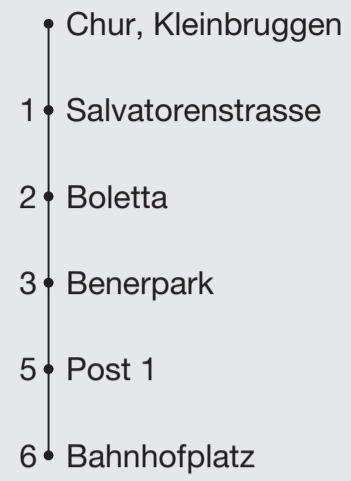 Chur, Kleinbruggen
1 Salvatorenstrasse
2 Boletta
3 Benerpark
5 Post 1
6 Bahnhofplatz